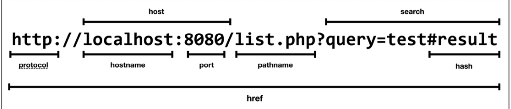 host search
http://localhost:8080/list.php?query=test#result
protocol hostname port pathname hash
href